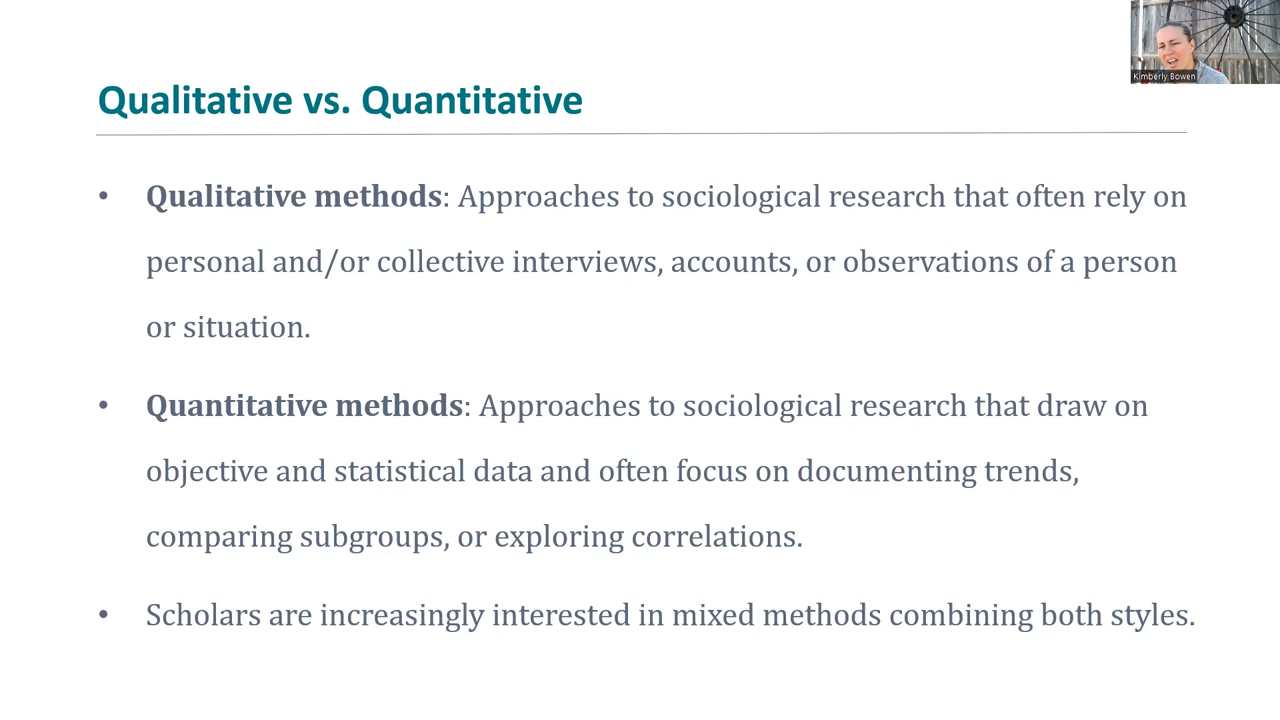 Kimberly Bowen
Qualitative vs. Quantitative
• Qualitative methods: Approaches to sociological research that often rely on
personal and/or collective interviews, accounts, or observations of a person
or situation.
• Quantitative methods: Approaches to sociological research that draw on
objective and statistical data and often focus on documenting trends,
comparing subgroups, or exploring correlations.
• Scholars are increasingly interested in mixed methods combining both styles.